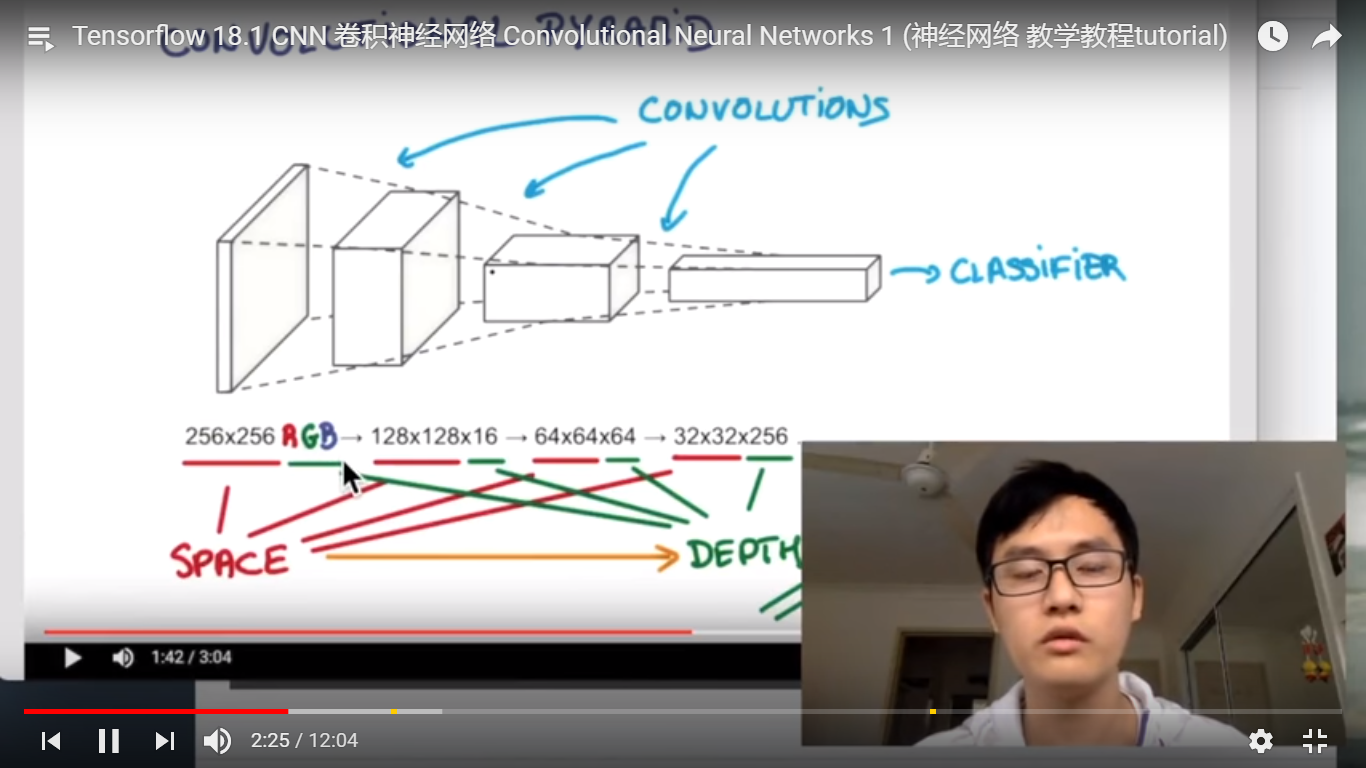 Tensorflow 18.1 CNN 卷积神经网络 Convolutional Neural Networks 1 (神经网络 教学教程tutorial)
CONVOLUTIONAL PYRAMID
CONVOLUTIONS
CLASSIFIER
256x256 RGB → 128x128x16 → 64x64x64 → 32x32x256
SPACE → DEPTH
1:42 / 3:04
2:25 / 12:04